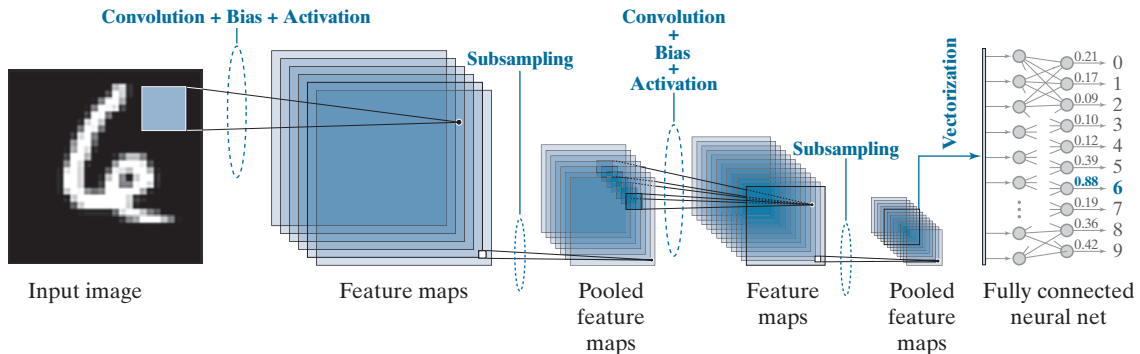 Convolution + Bias + Activation
Subsampling
Convolution
+
Bias
+
Activation
Subsampling
Vectorization
0.21 0
0.17 1
0.09 2
0.10 3
0.12 4
0.39 5
0.88 6
0.19 7
0.36 8
0.42 9
Input image
Feature maps
Pooled
feature
maps
Feature
maps
Pooled
feature
maps
Fully connected
neural net